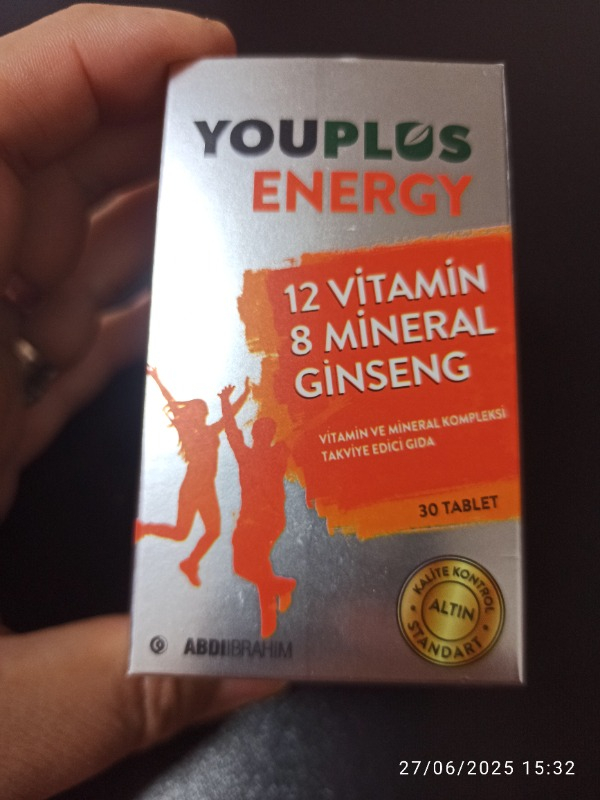 YOUPLUS
ENERGY
12 VİTAMİN
8 MİNERAL
GİNSENG
VİTAMİN VE MİNERAL KOMPLEKSİ
TAKVİYE EDİCİ GIDA
30 TABLET
KALİTE KONTROL
ALTIN
STANDART
ABDİİBRAHİM
27/06/2025 15:32